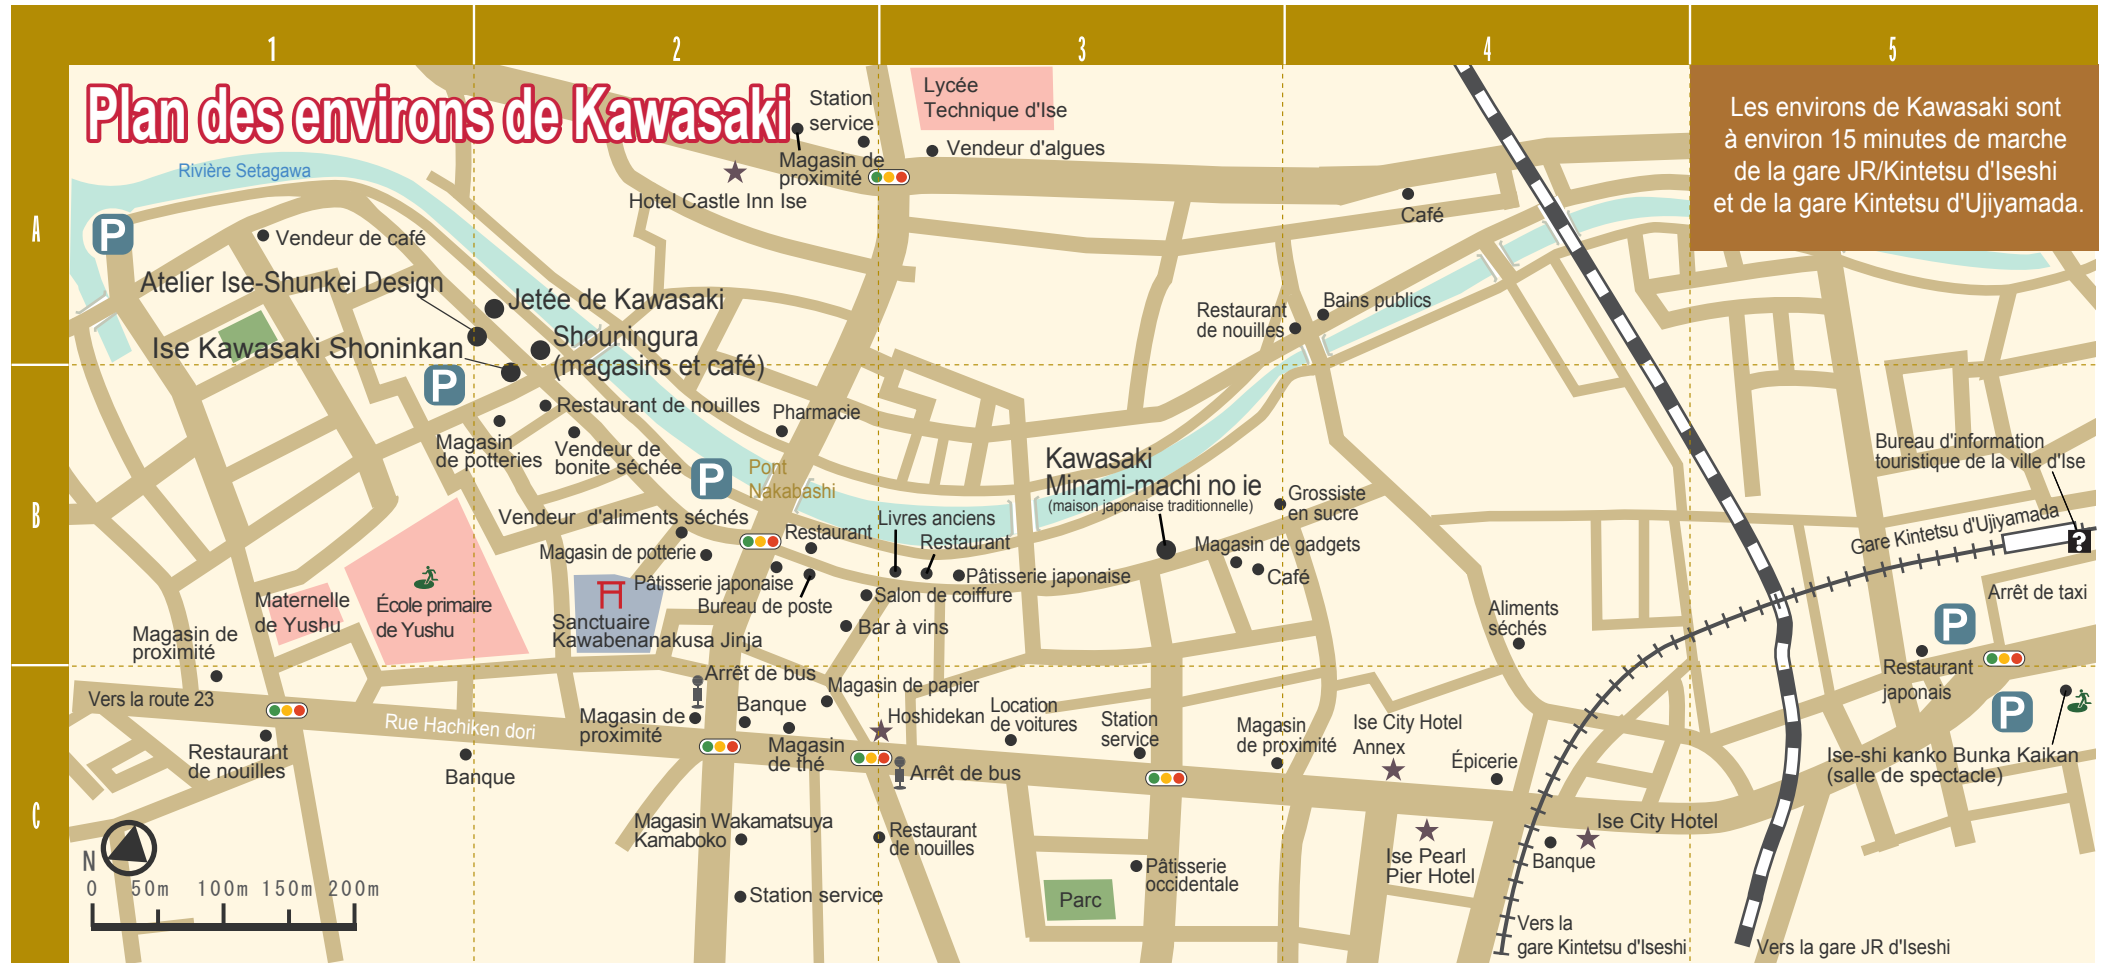 1
2
3
4
5
A
B
C
Plan des environs de Kawasaki
Les environs de Kawasaki sont
à environ 15 minutes de marche
de la gare JR/Kintetsu d'Iseshi
et de la gare Kintetsu d'Ujiyamada.
Station
service
Magasin de
proximité
Lycée
Technique d'Ise
Vendeur d'algues
Rivière Setagawa
Hotel Castle Inn Ise
Café
P
Vendeur de café
Atelier Ise-Shunkei Design
Jetée de Kawasaki
Ise Kawasaki Shoninkan
Shouningura
(magasins et café)
Restaurant
de nouilles
Bains publics
P
Restaurant de nouilles
Pharmacie
Magasin
de potteries
Vendeur de
bonite séchée
P
Pont
Nakabashi
Kawasaki
Minami-machi no ie
(maison japonaise traditionnelle)
Grossiste
en sucre
Bureau d'information
touristique de la ville d'Ise
Vendeur d'aliments séchés
Livres anciens
Restaurant
Restaurant
Magasin de potterie
Magasin de gadgets
Café
Gare Kintetsu d'Ujiyamada
?
Pâtisserie japonaise
Pâtisserie japonaise
Bureau de poste
Salon de coiffure
Bar à vins
Maternelle
de Yushu
École primaire
de Yushu
Sanctuaire
Kawabenanakusa Jinja
Aliments
séchés
Arrêt de taxi
P
Magasin de
proximité
Restaurant
japonais
Vers la route 23
Arrêt de bus
Magasin de papier
Rue Hachiken dori
Magasin de
proximité
Banque
Magasin
de thé
Hoshidekan
Location
de voitures
Station
service
Magasin
de proximité
Ise City Hotel
Annex
Épicerie
P
Ise-shi kanko Bunka Kaikan
(salle de spectacle)
Restaurant
de nouilles
Banque
Arrêt de bus
Magasin Wakamatsuya
Kamaboko
Restaurant
de nouilles
Ise City Hotel
Ise Pearl
Pier Hotel
Banque
Pâtisserie
occidentale
Parc
Station service
N
0 50m 100m 150m 200m
Vers la
gare Kintetsu d'Iseshi
Vers la gare JR d'Iseshi